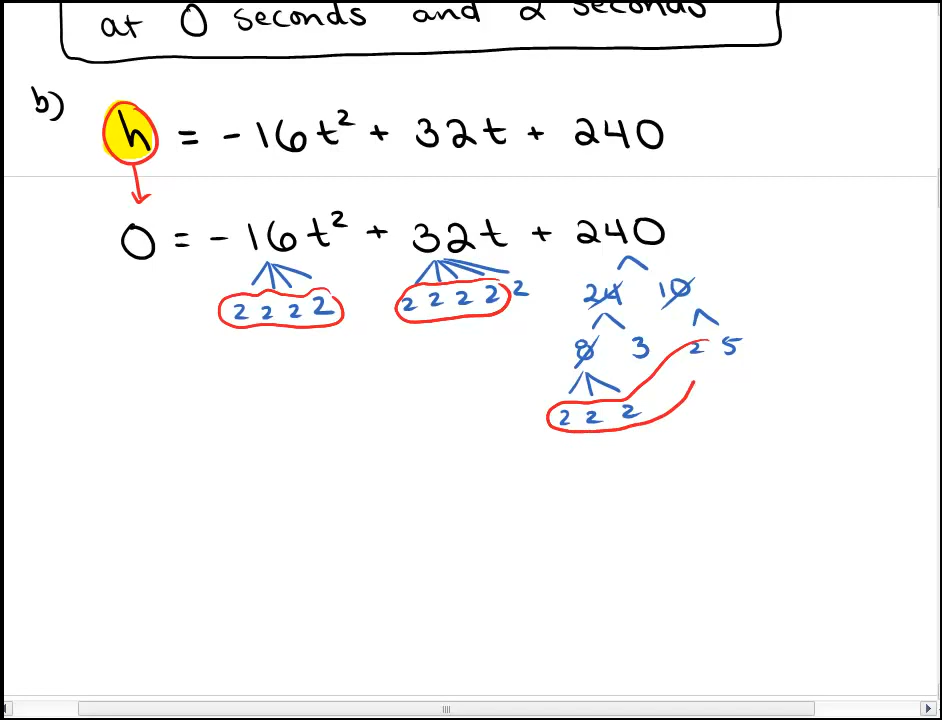 at 0 seconds and 2 seconds
b)
h = -16t² + 32t + 240
0 = -16t² + 32t + 240
2 2 2 2 2 2 2 2 2 24 10
8 3 2 5
2 2 2